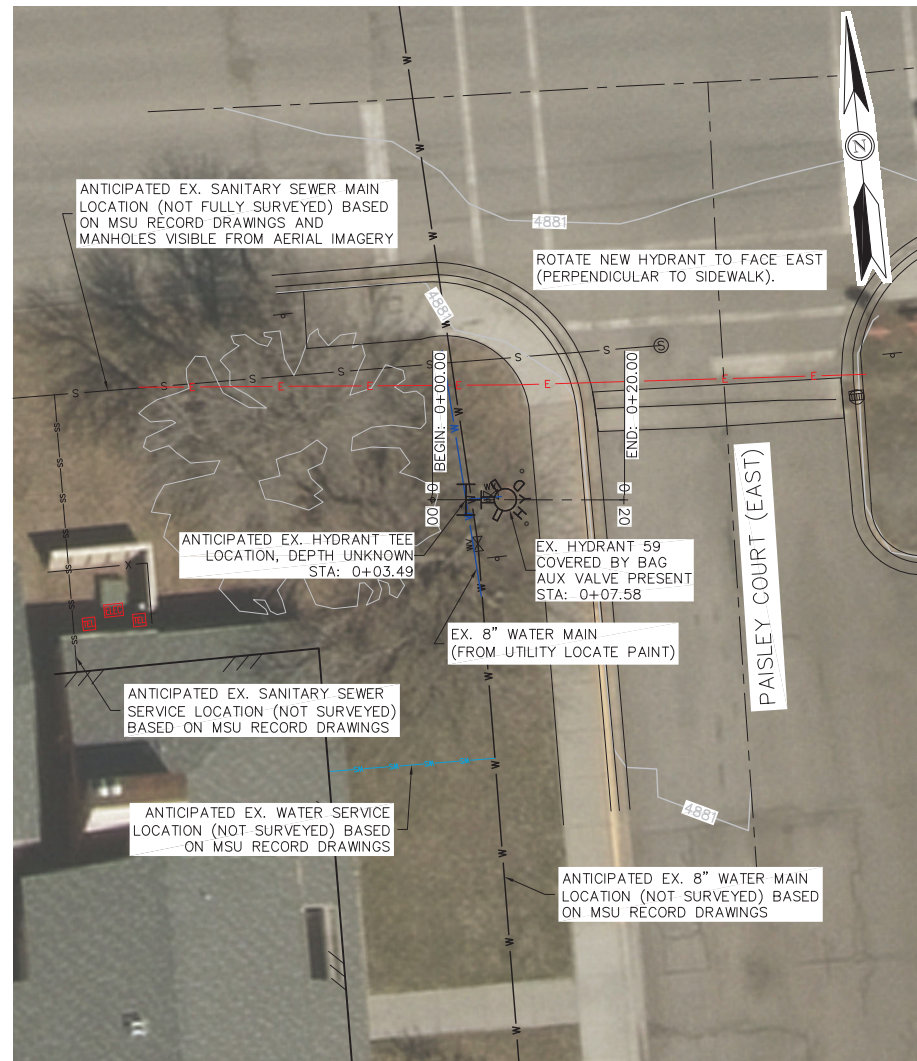 ANTICIPATED EX. SANITARY SEWER MAIN
LOCATION (NOT FULLY SURVEYED) BASED
ON MSU RECORD DRAWINGS AND
MANHOLES VISIBLE FROM AERIAL IMAGERY
N
4881
ROTATE NEW HYDRANT TO FACE EAST
(PERPENDICULAR TO SIDEWALK).
4881
W
W
W
W
W
S
S
S
S
S
S
S
E
E
E
E
E
BEGIN: 0+00.00
END: 0+20.00
0
00
0
20
HYD
ANTICIPATED EX. HYDRANT TEE
LOCATION, DEPTH UNKNOWN
STA: 0+03.49
EX. HYDRANT 59
COVERED BY BAG
AUX VALVE PRESENT
STA: 0+07.58
PAISLEY COURT (EAST)
EX. 8" WATER MAIN
(FROM UTILITY LOCATE PAINT)
SS
SS
SS
X
ANTICIPATED EX. SANITARY SEWER
SERVICE LOCATION (NOT SURVEYED)
BASED ON MSU RECORD DRAWINGS
W
W
W
W
W
ANTICIPATED EX. WATER SERVICE
LOCATION (NOT SURVEYED) BASED
ON MSU RECORD DRAWINGS
4881
ANTICIPATED EX. 8" WATER MAIN
LOCATION (NOT SURVEYED) BASED
ON MSU RECORD DRAWINGS